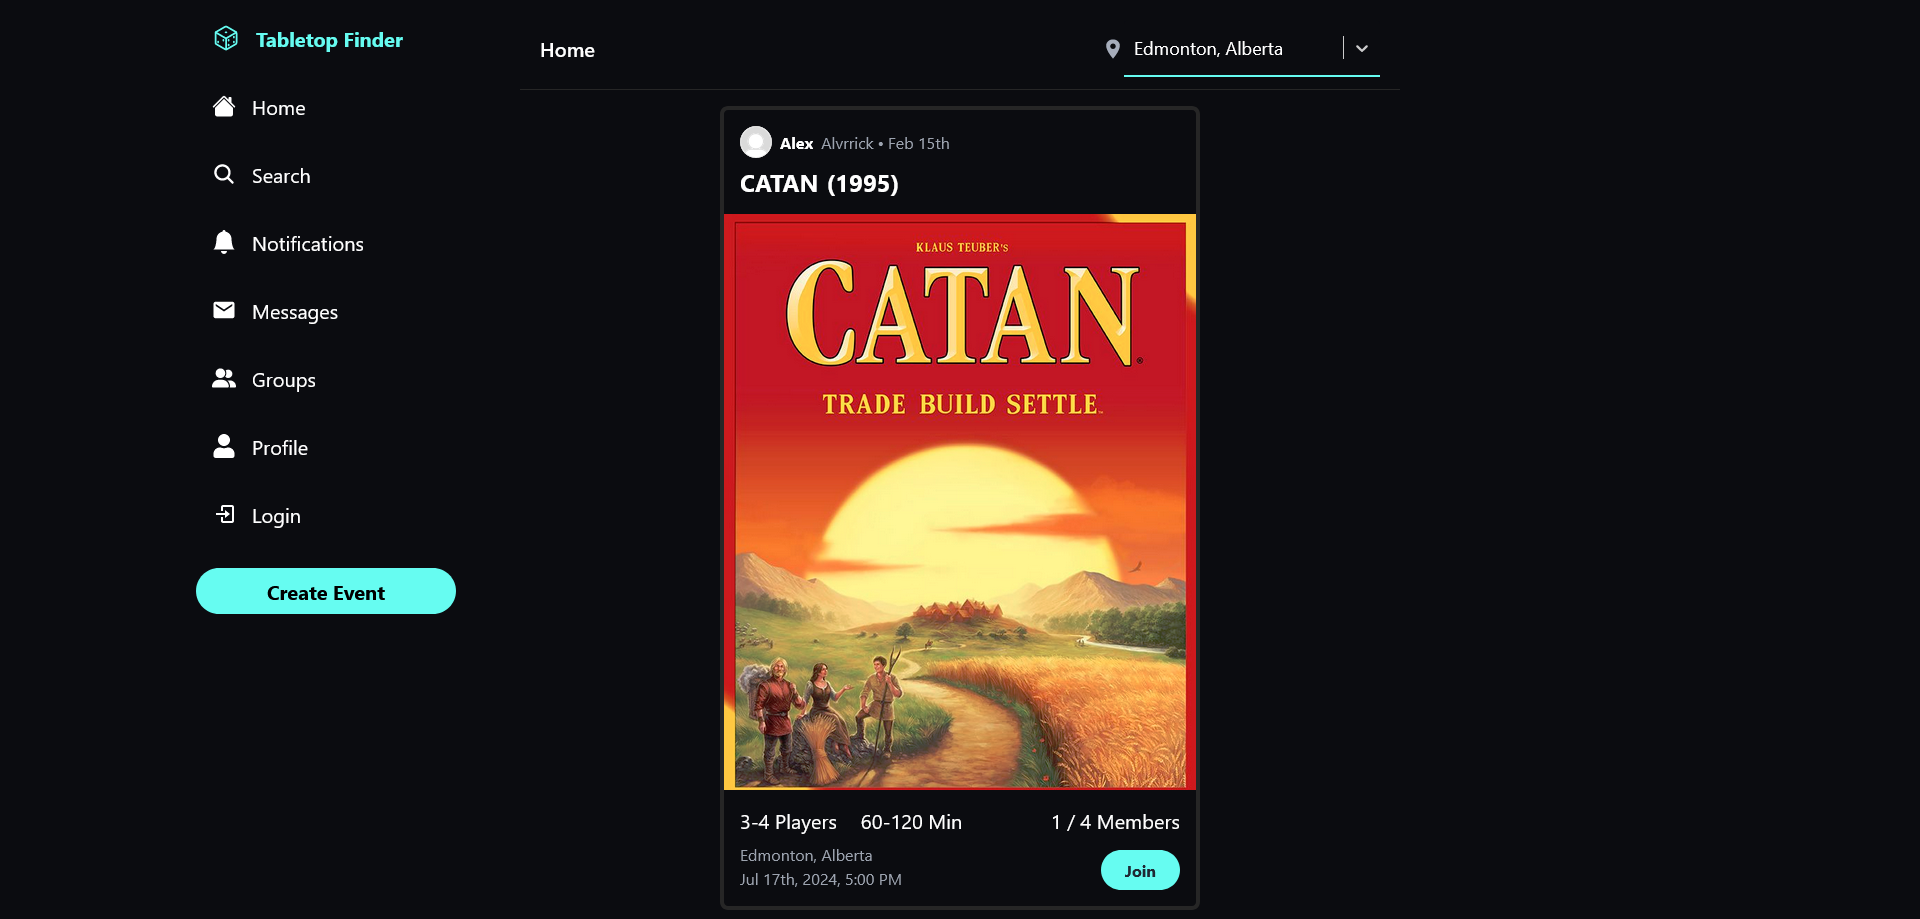 Tabletop Finder
Home
Search
Notifications
Messages
Groups
Profile
Login
Create Event
Home
Edmonton, Alberta
Alex Alvrrick • Feb 15th
CATAN (1995)
KLAUS TEUBER'S
CATAN®
TRADE BUILD SETTLE™
3-4 Players 60-120 Min 1 / 4 Members
Edmonton, Alberta
Jul 17th, 2024, 5:00 PM
Join